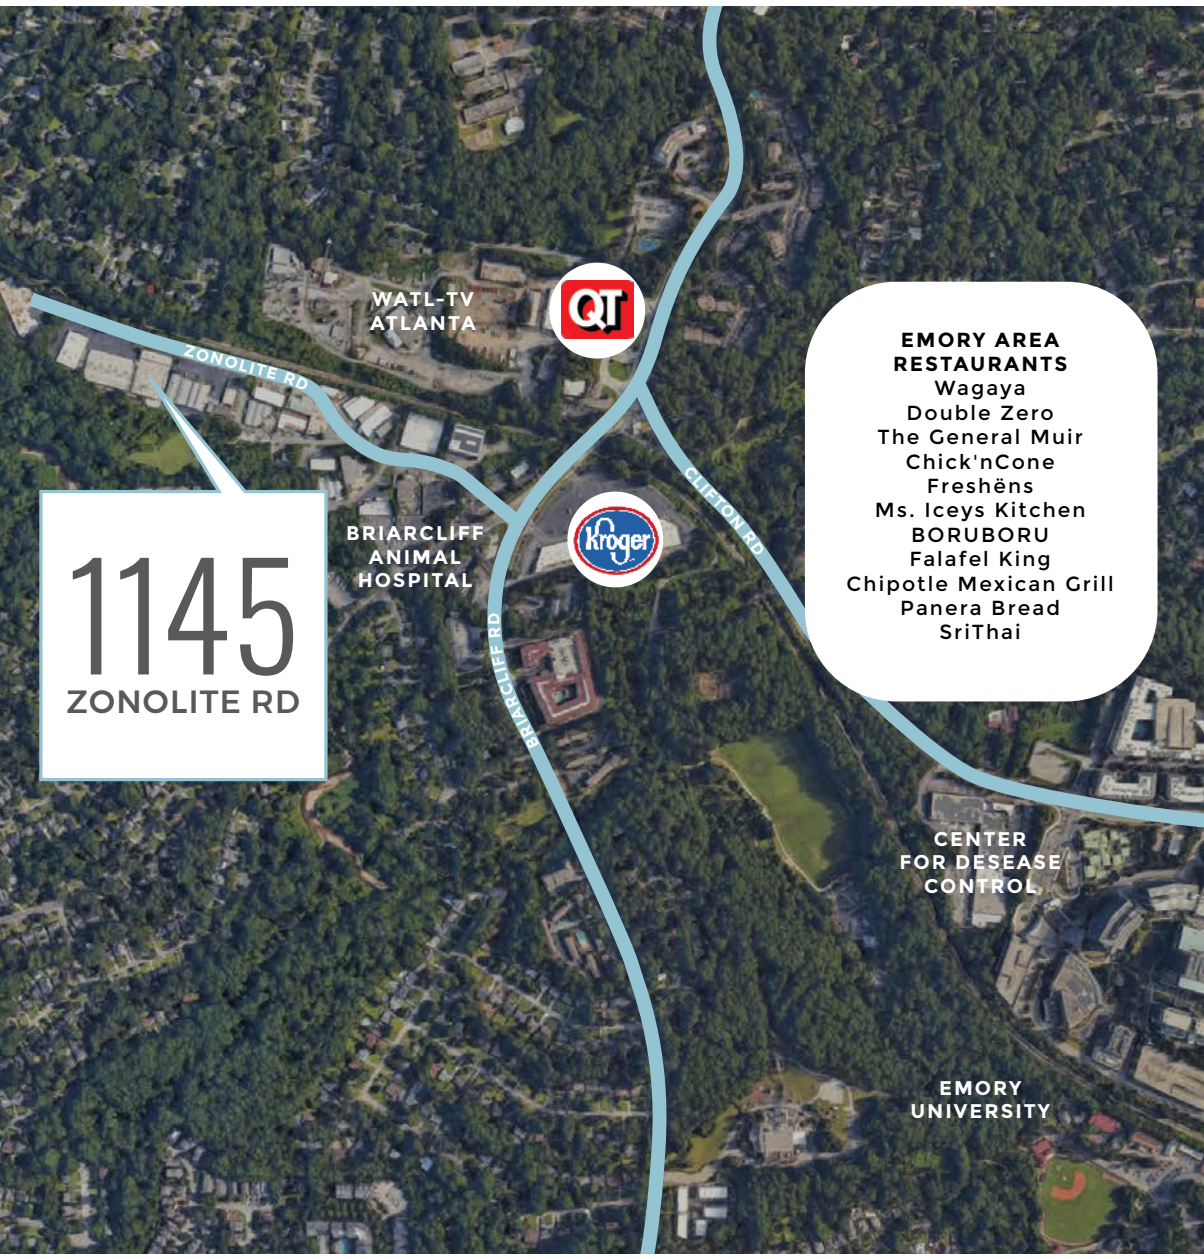 WATL-TV
ATLANTA
QT
ZONOLITE RD
EMORY AREA
RESTAURANTS
Wagaya
Double Zero
The General Muir
Chick'nCone
Freshëns
Ms. Iceys Kitchen
BORUBORU
Falafel King
Chipotle Mexican Grill
Panera Bread
SriThai
CLIFTON RD
1145
ZONOLITE RD
BRIARCLIFF
ANIMAL
HOSPITAL
Kroger
BRIARCLIFF RD
CENTER
FOR DESEASE
CONTROL
EMORY
UNIVERSITY